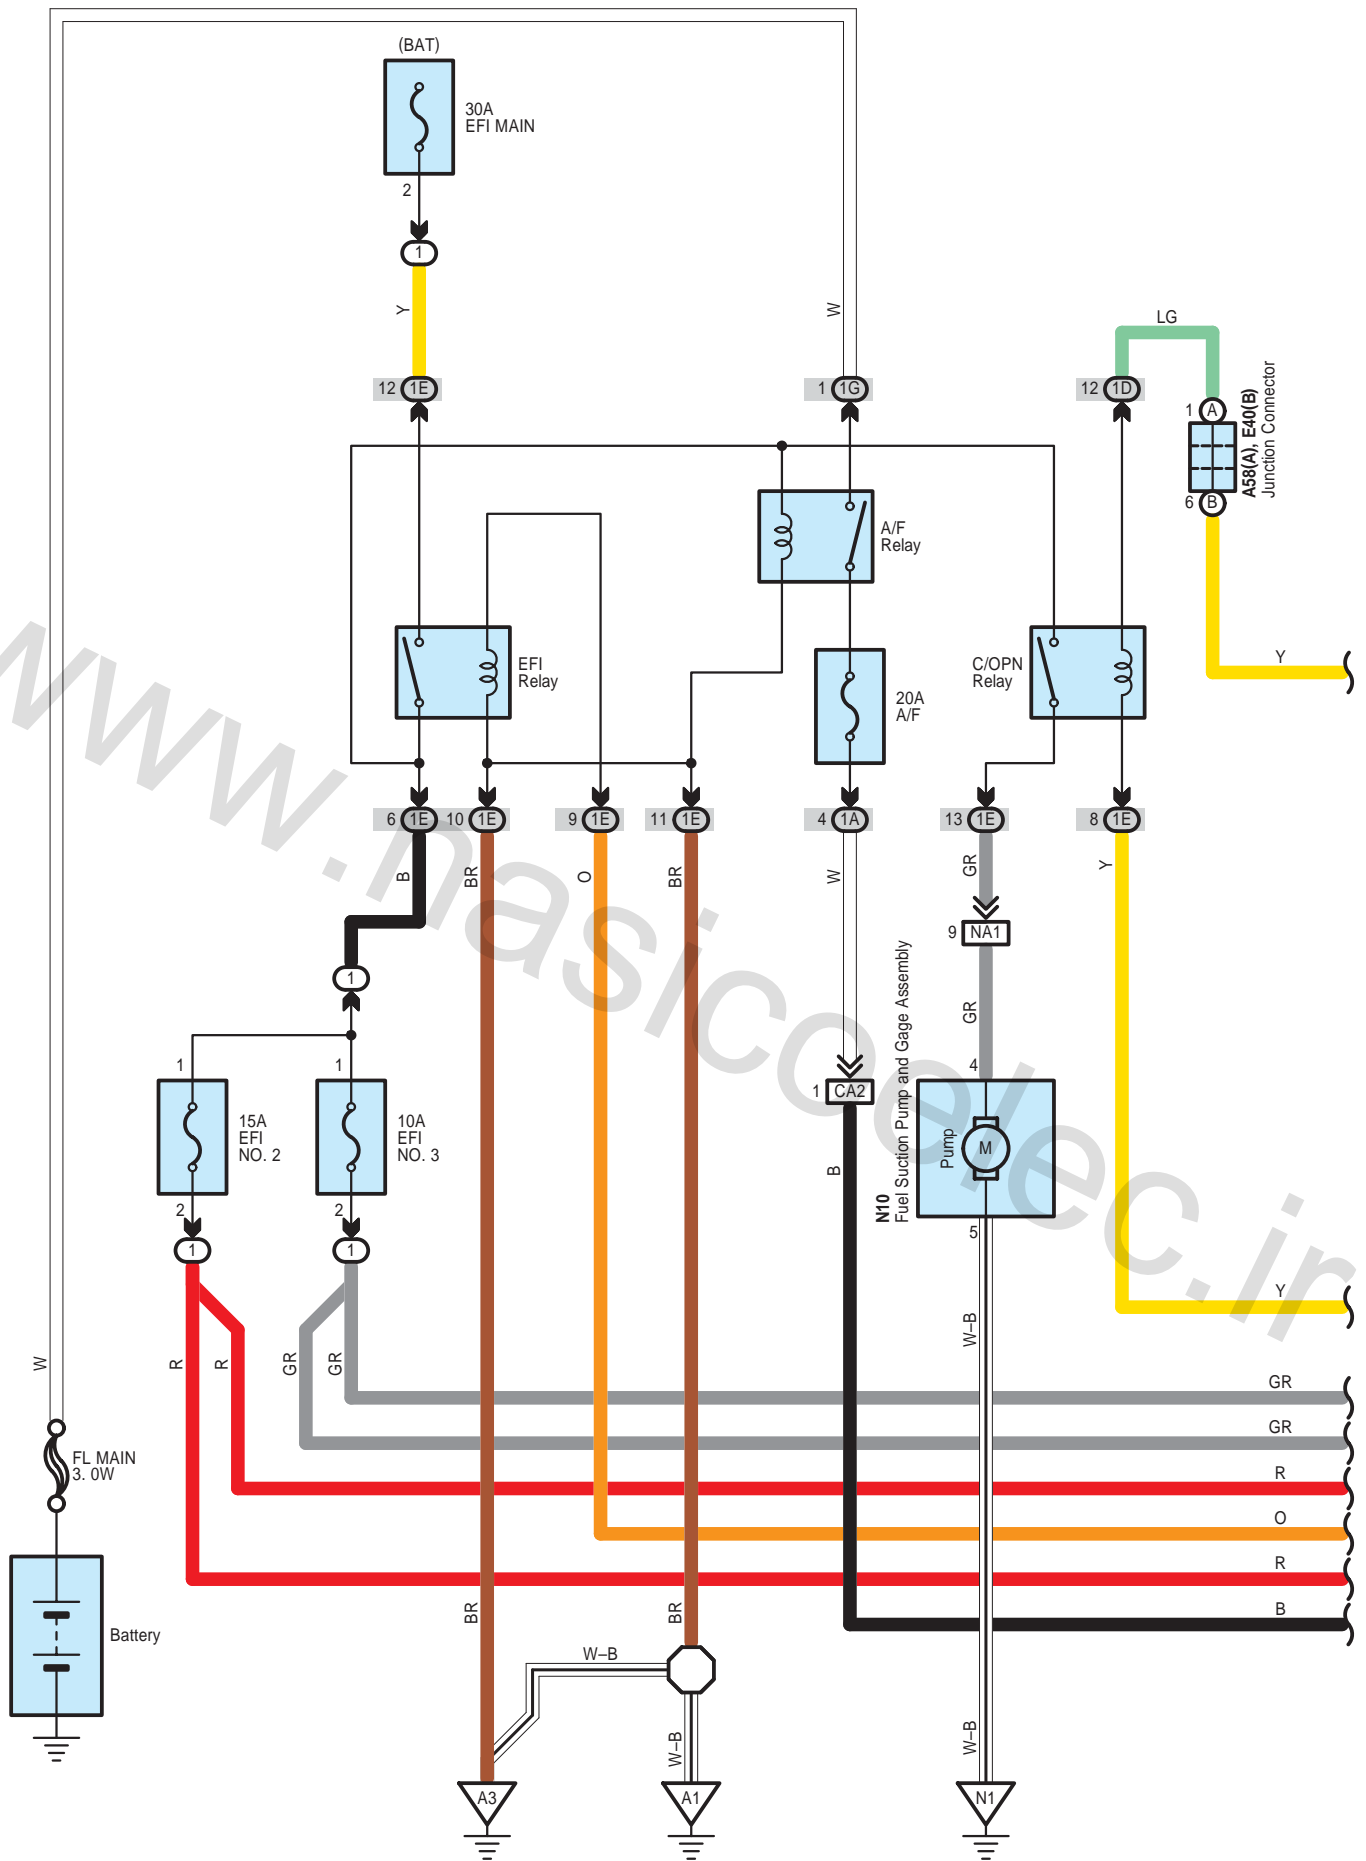 (BAT)
30A
EFI MAIN
2
1
Y
W
LG
12 1E
1 1G
12 1D
1 A
6 B
A58(A), E40(B)
Junction Connector
A/F
Relay
EFI
Relay
C/OPN
Relay
20A
A/F
Y
6 1E
10 1E
9 1E
11 1E
4 1A
13 1E
8 1E
B
BR
O
BR
W
GR
Y
9 NA1
1
GR
N10
Fuel Suction Pump and Gage Assembly
1
1
4
1 CA2
15A
EFI
NO. 2
10A
EFI
NO. 3
B
Pump
M
2
2
5
1
1
Y
W
R
R
GR
GR
W–B
GR
GR
R
O
R
B
FL MAIN
3. 0W
Battery
BR
BR
W–B
W–B
W–B
A3
A1
N1
www.nasicoelec.ir